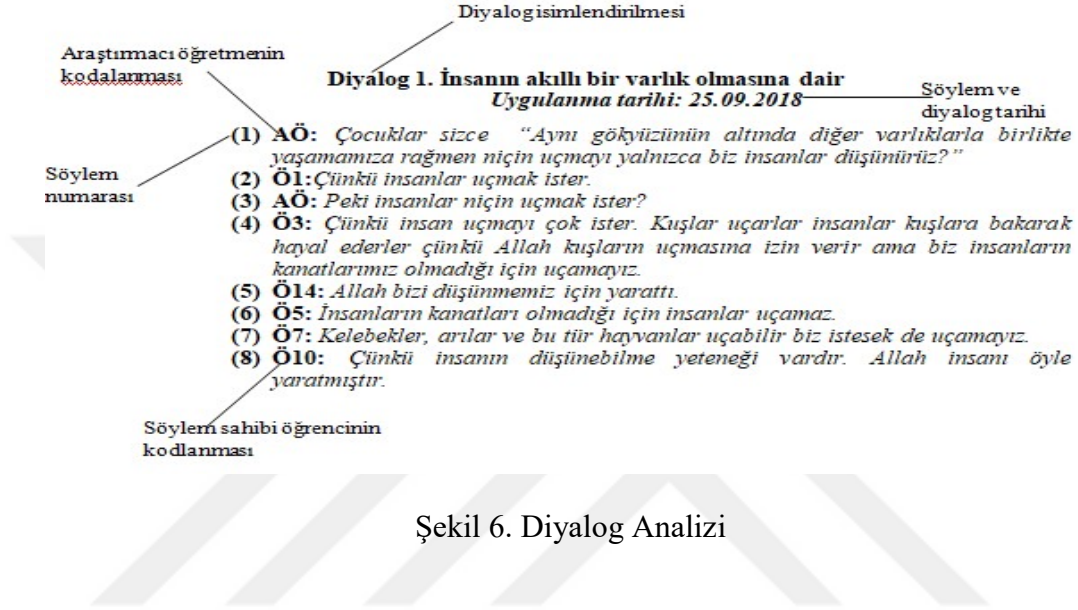 Diyalog isimlendirilmesi
Araştırmacı öğretmenin
kodalanması
Diyalog 1. İnsanın akıllı bir varlık olmasına dair
Uygulanma tarihi: 25.09.2018
Söylem ve
diyalog tarihi
(1) AÖ: Çocuklar sizce “Aynı gökyüzünün altında diğer varlıklarla birlikte
yaşamamıza rağmen niçin uçmayı yalnızca biz insanlar düşünürüz?”
Söylem
numarası
(2) Ö1:Çünkü insanlar uçmak ister.
(3) AÖ: Peki insanlar niçin uçmak ister?
(4) Ö3: Çünkü insan uçmayı çok ister. Kuşlar uçarlar insanlar kuşlara bakarak
hayal ederler çünkü Allah kuşların uçmasına izin verir ama biz insanların
kanatlarımız olmadığı için uçamayız.
(5) Ö14: Allah bizi düşünmemiz için yarattı.
(6) Ö5: İnsanların kanatları olmadığı için insanlar uçamaz.
(7) Ö7: Kelebekler, arılar ve bu tür hayvanlar uçabilir biz istesek de uçamayız.
(8) Ö10: Çünkü insanın düşünebilme yeteneği vardır. Allah insanı öyle
yaratmıştır.
Söylem sahibi öğrencinin
kodlanması
Şekil 6. Diyalog Analizi